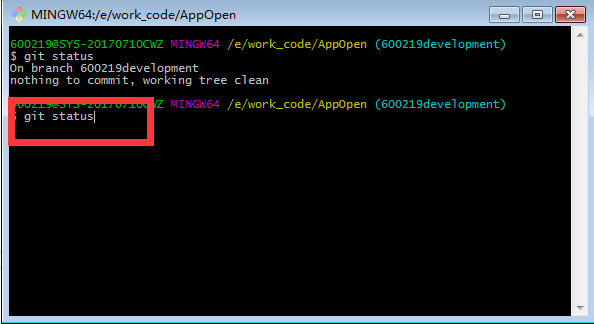 MINGW64:/e/work_code/AppOpen
600219@SYS-20170710CWZ MINGW64 /e/work_code/AppOpen (600219development)
$ git status
On branch 600219development
nothing to commit, working tree clean
600219@SYS-20170710CWZ MINGW64 /e/work_code/AppOpen (600219development)
$ git status